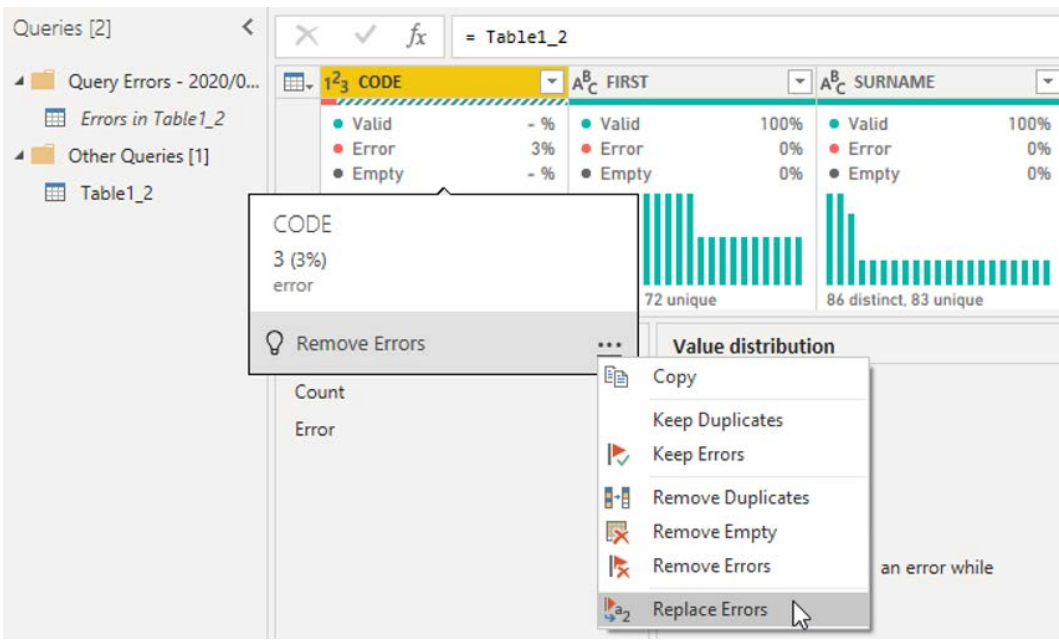 Queries [2]
fx
= Table1_2
Query Errors - 2020/0...
Errors in Table1_2
Other Queries [1]
Table1_2
1²3 CODE
ABC FIRST
ABC SURNAME
Valid - %
Error 3%
Empty - %
Valid 100%
Error 0%
Empty 0%
Valid 100%
Error 0%
Empty 0%
CODE
3 (3%)
error
Remove Errors
...
72 unique
86 distinct, 83 unique
Value distribution
Count
Error
Copy
Keep Duplicates
Keep Errors
Remove Duplicates
Remove Empty
Remove Errors
Replace Errors
an error while